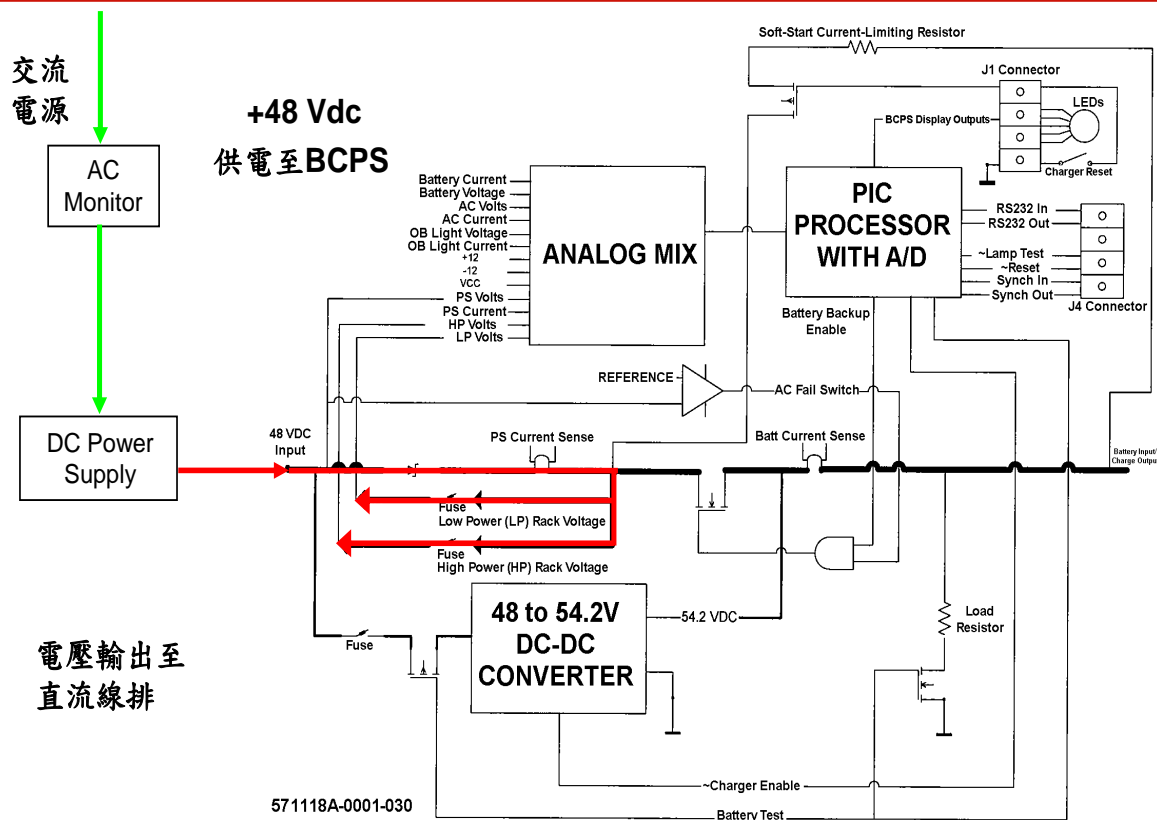 交流
電源
AC
Monitor
DC Power
Supply
+48 Vdc
供電至BCPS
電壓輸出至
直流線排
Soft-Start Current-Limiting Resistor
J1 Connector
LEDs
BCPS Display Outputs
Charger Reset
Battery Current
Battery Voltage
AC Volts
AC Current
OB Light Voltage
OB Light Current
+12
-12
VCC
PS Volts
PS Current
HP Volts
LP Volts
ANALOG MIX
PIC
PROCESSOR
WITH A/D
RS232 In
RS232 Out
~Lamp Test
~Reset
Synch In
Synch Out
J4 Connector
Battery Backup
Enable
REFERENCE
AC Fail Switch
48 VDC
Input
PS Current Sense
Batt Current Sense
Battery Input/
Charge Output
Fuse
Low Power (LP) Rack Voltage
Fuse
High Power (HP) Rack Voltage
48 to 54.2V
DC-DC
CONVERTER
54.2 VDC
Load
Resistor
Fuse
~Charger Enable
571118A-0001-030
Battery Test